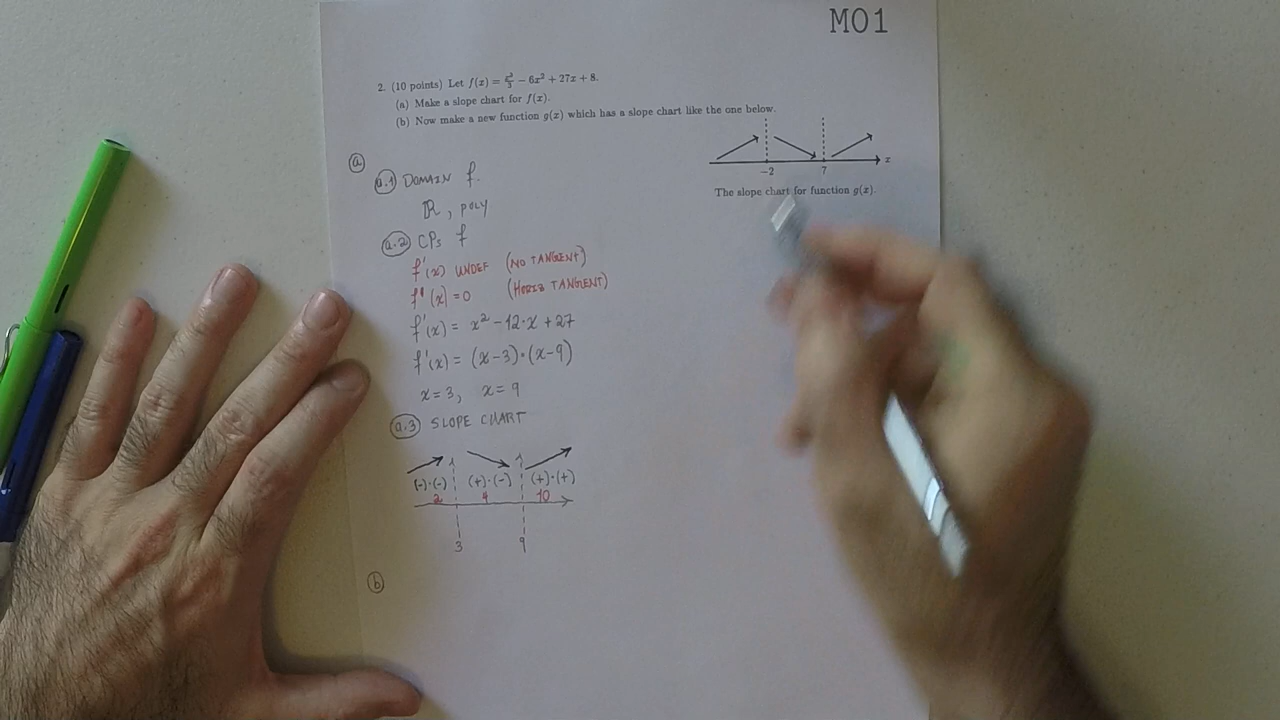 M01
2. (10 points) Let f(x) = x³/3 − 6x² + 27x + 8.
(a) Make a slope chart for f(x).
(b) Now make a new function g(x) which has a slope chart like the one below.
−2 7 x
The slope chart for function g(x).
(a)
(a.1) DOMAIN f.
ℝ, POLY
(a.2) CPs f
f'(x) UNDEF (NO TANGENT)
f'(x) = 0 (HORIZ TANGENT)
f'(x) = x² − 12·x + 27
f'(x) = (x−3)·(x−9)
x = 3, x = 9
(a.3) SLOPE CHART
(-)·(-) (+)·(-) (+)·(+)
2 4 10
3 9
(b)